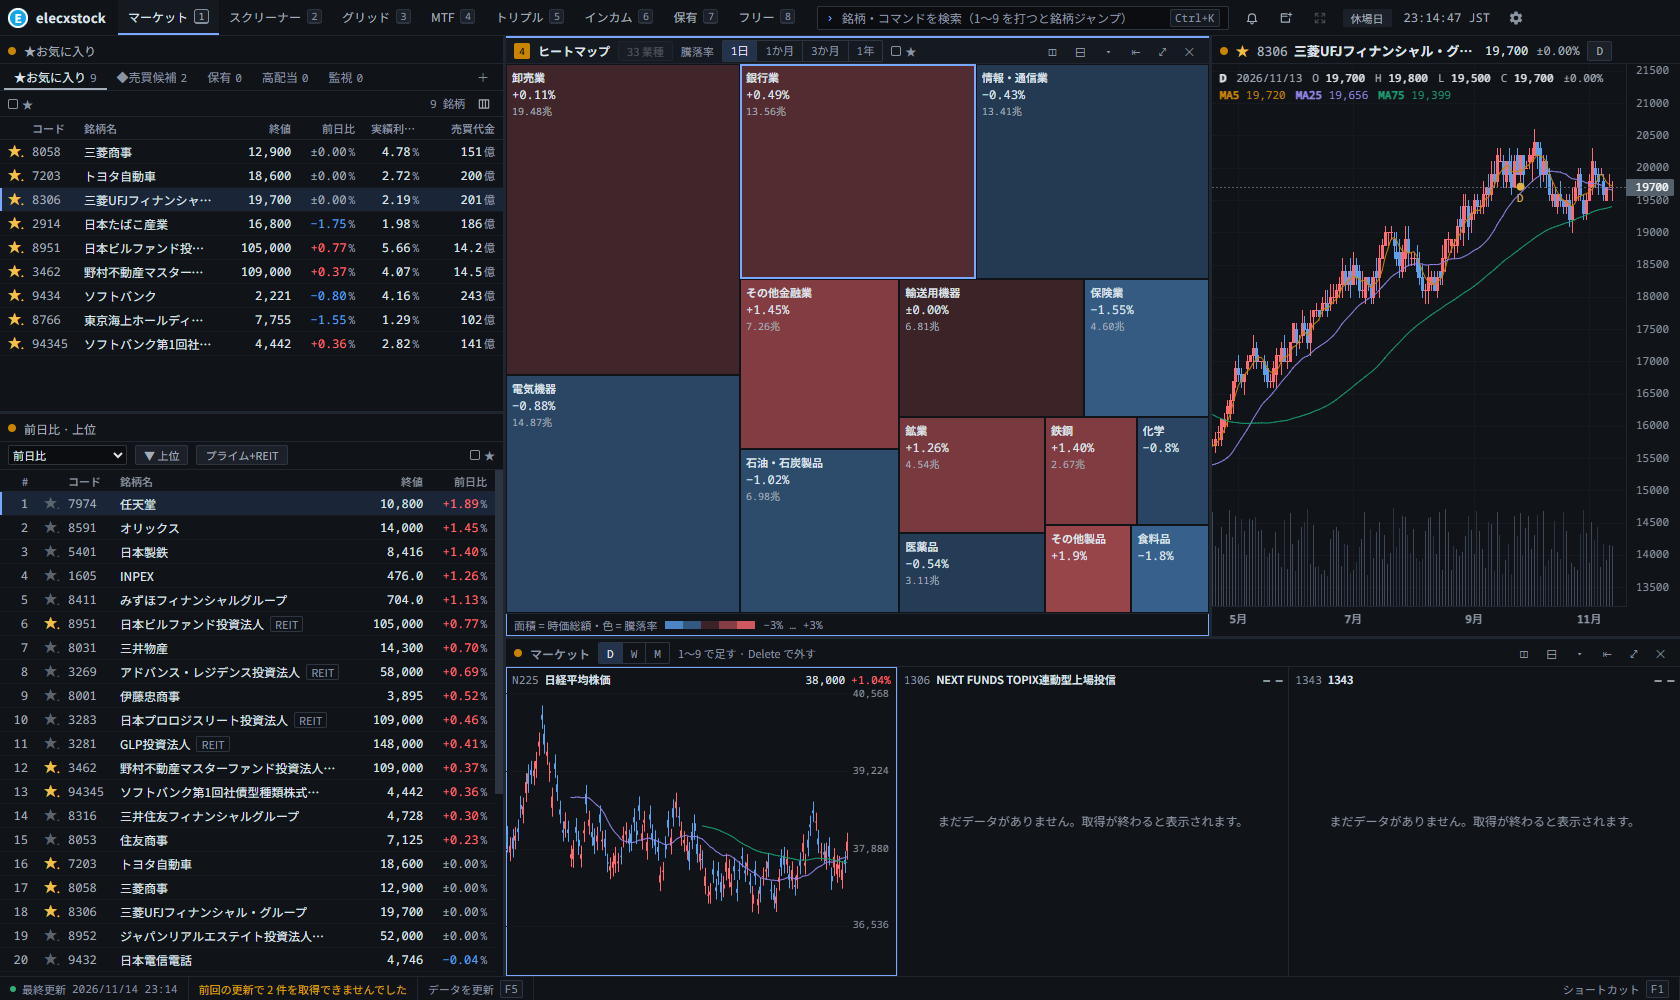 elecxstock マーケット 1 スクリーナー 2 グリッド 3 MTF 4 トリプル 5 インカム 6 保有 7 フリー 8 › 銘柄・コマンドを検索（1〜9 を打つと銘柄ジャンプ） Ctrl+K 休場日 23:14:47 JST
★お気に入り
★お気に入り 9 ◆売買候補 2 保有 0 高配当 0 監視 0 +
★ 9 銘柄
コード 銘柄名 終値 前日比 実績利… 売買代金
8058 三菱商事 12,900 ±0.00% 4.78% 151億
7203 トヨタ自動車 18,600 ±0.00% 2.72% 200億
8306 三菱UFJフィナンシャ… 19,700 ±0.00% 2.19% 201億
2914 日本たばこ産業 16,800 −1.75% 1.98% 186億
8951 日本ビルファンド投… 105,000 +0.77% 5.66% 14.2億
3462 野村不動産マスター… 109,000 +0.37% 4.07% 14.5億
9434 ソフトバンク 2,221 −0.80% 4.16% 243億
8766 東京海上ホールディ… 7,755 −1.55% 1.29% 102億
94345 ソフトバンク第1回社… 4,442 +0.36% 2.82% 141億
前日比・上位
前日比 ▼上位 プライム+REIT ★
# コード 銘柄名 終値 前日比
1 7974 任天堂 10,800 +1.89%
2 8591 オリックス 14,000 +1.45%
3 5401 日本製鉄 8,416 +1.40%
4 1605 INPEX 476.0 +1.26%
5 8411 みずほフィナンシャルグループ 704.0 +1.13%
6 8951 日本ビルファンド投資法人 REIT 105,000 +0.77%
7 8031 三井物産 14,300 +0.70%
8 3269 アドバンス・レジデンス投資法人 REIT 58,000 +0.69%
9 8001 伊藤忠商事 3,895 +0.52%
10 3283 日本プロロジスリート投資法人 REIT 109,000 +0.46%
11 3281 GLP投資法人 REIT 148,000 +0.41%
12 3462 野村不動産マスターファンド投資法人… 109,000 +0.37%
13 94345 ソフトバンク第1回社債型種類株式… 4,442 +0.36%
14 8316 三井住友フィナンシャルグループ 4,728 +0.30%
15 8053 住友商事 7,125 +0.23%
16 7203 トヨタ自動車 18,600 ±0.00%
17 8058 三菱商事 12,900 ±0.00%
18 8306 三菱UFJフィナンシャル・グループ 19,700 ±0.00%
19 8952 ジャパンリアルエステイト投資法人… 52,000 ±0.00%
20 9432 日本電信電話 4,746 −0.04%
4 ヒートマップ 33 業種 騰落率 1日 1か月 3か月 1年 ★
卸売業
+0.11%
19.48兆
銀行業
+0.49%
13.56兆
情報・通信業
−0.43%
13.41兆
電気機器
−0.88%
14.87兆
その他金融業
+1.45%
7.26兆
輸送用機器
±0.00%
6.81兆
保険業
−1.55%
4.60兆
石油・石炭製品
−1.02%
6.98兆
鉱業
+1.26%
4.54兆
鉄鋼
+1.40%
2.67兆
化学
−0.8%
医薬品
−0.54%
3.11兆
その他製品
+1.9%
食料品
−1.8%
面積 = 時価総額・色 = 騰落率 −3% … +3%
★ 8306 三菱UFJフィナンシャル・グ… 19,700 ±0.00% D
D 2026/11/13 O 19,700 H 19,800 L 19,500 C 19,700 ±0.00%
MA5 19,720 MA25 19,656 MA75 19,399
21500
21000
20500
20000
19700
19500
19000
18500
18000
17500
17000
16500
16000
15500
15000
14500
14000
13500
D
5月 7月 9月 11月
マーケット D W M 1〜9 で足す・Delete で外す
N225 日経平均株価 38,000 +1.04%
40,568
39,224
37,880
36,536
1306 NEXT FUNDS TOPIX連動型上場投信 — —
まだデータがありません。取得が終わると表示されます。
1343 1343 — —
まだデータがありません。取得が終わると表示されます。
最終更新 2026/11/14 23:14 前回の更新で 2 件を取得できませんでした データを更新 F5 ショートカット F1